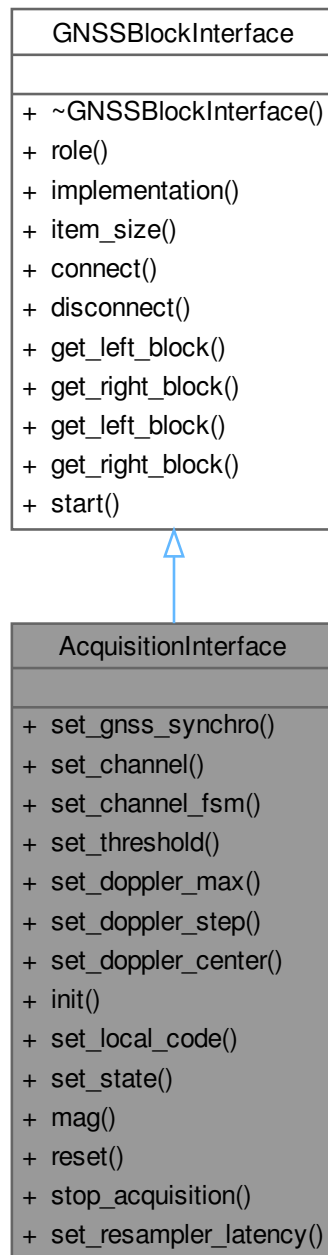 GNSSBlockInterface
+ ~GNSSBlockInterface()
+ role()
+ implementation()
+ item_size()
+ connect()
+ disconnect()
+ get_left_block()
+ get_right_block()
+ get_left_block()
+ get_right_block()
+ start()
AcquisitionInterface
+ set_gnss_synchro()
+ set_channel()
+ set_channel_fsm()
+ set_threshold()
+ set_doppler_max()
+ set_doppler_step()
+ set_doppler_center()
+ init()
+ set_local_code()
+ set_state()
+ mag()
+ reset()
+ stop_acquisition()
+ set_resampler_latency()